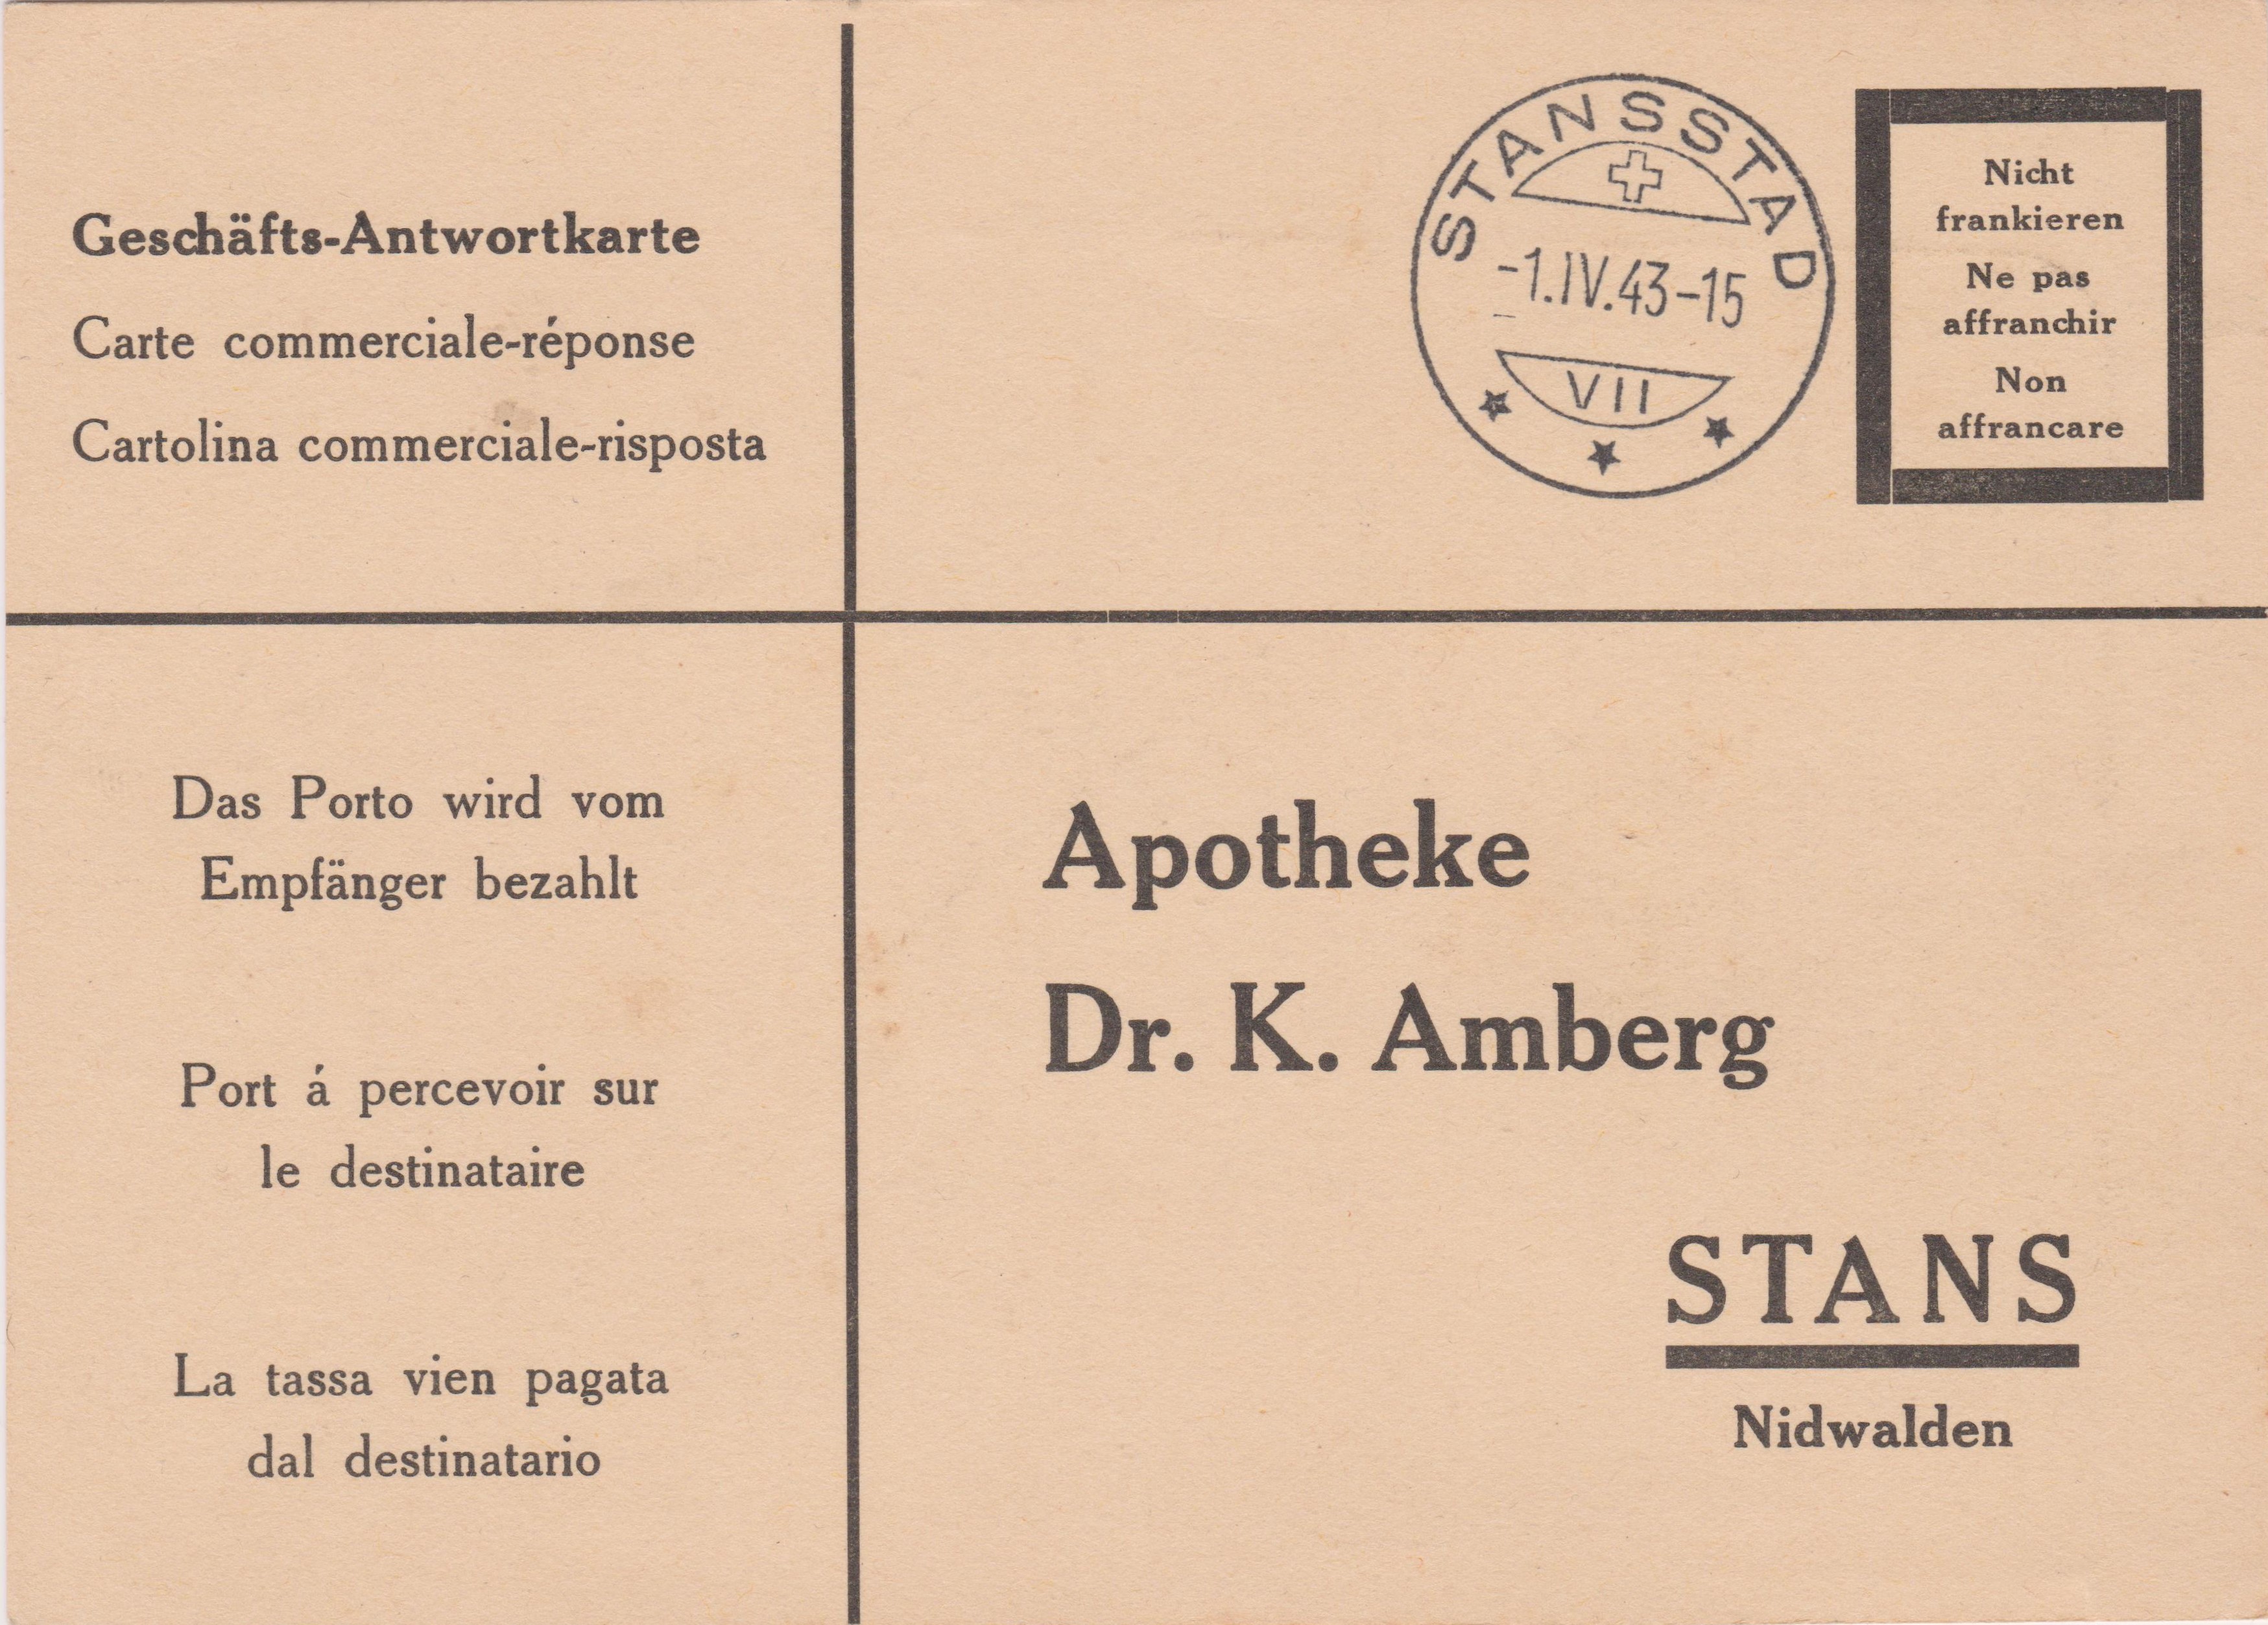 Geschäfts-Antwortkarte
Carte commerciale-réponse
Cartolina commerciale-risposta
STANSSTAD
-1.IV.43-15
VII
Nicht
frankieren
Ne pas
affranchir
Non
affrancare
Das Porto wird vom
Empfänger bezahlt
Port á percevoir sur
le destinataire
La tassa vien pagata
dal destinatario
Apotheke
Dr. K. Amberg
STANS
Nidwalden